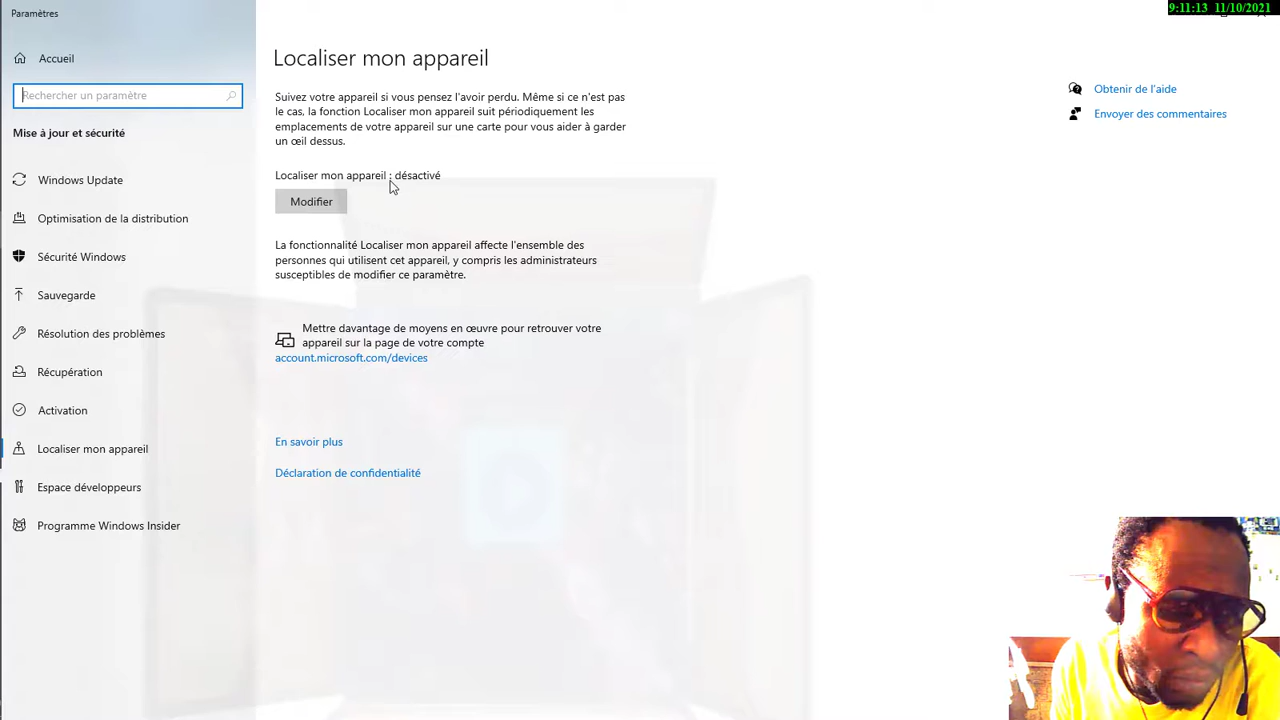 Paramètres
9:11:13 11/10/2021
Accueil
Rechercher un paramètre
Mise à jour et sécurité
Windows Update
Optimisation de la distribution
Sécurité Windows
Sauvegarde
Résolution des problèmes
Récupération
Activation
Localiser mon appareil
Espace développeurs
Programme Windows Insider
Localiser mon appareil
Suivez votre appareil si vous pensez l'avoir perdu. Même si ce n'est pas
le cas, la fonction Localiser mon appareil suit périodiquement les
emplacements de votre appareil sur une carte pour vous aider à garder
un œil dessus.
Localiser mon appareil : désactivé
Modifier
La fonctionnalité Localiser mon appareil affecte l'ensemble des
personnes qui utilisent cet appareil, y compris les administrateurs
susceptibles de modifier ce paramètre.
Mettre davantage de moyens en œuvre pour retrouver votre
appareil sur la page de votre compte
account.microsoft.com/devices
En savoir plus
Déclaration de confidentialité
Obtenir de l'aide
Envoyer des commentaires